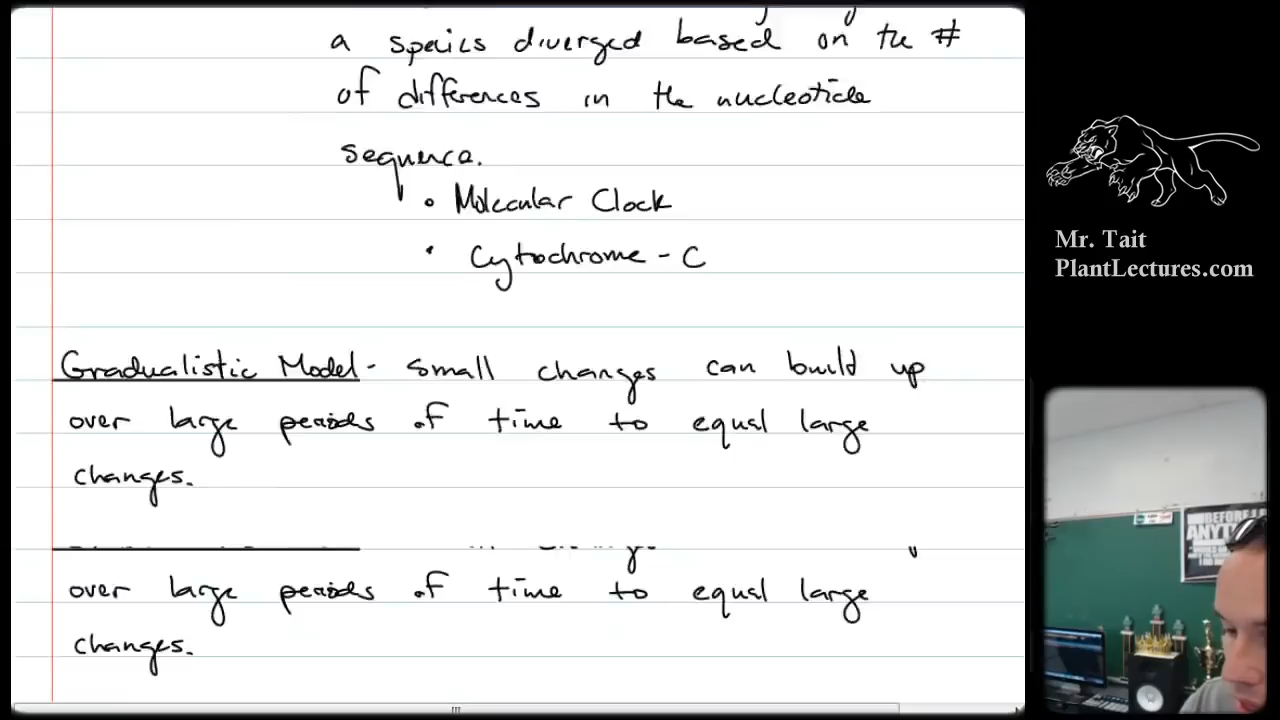 a species diverged based on the #
of differences in the nucleotide
sequence.
• Molecular Clock
• Cytochrome - C
Gradualistic Model - small changes can build up
over large periods of time to equal large
changes.
over large periods of time to equal large
changes.
Mr. Tait
PlantLectures.com
BEFORE
ANYTH